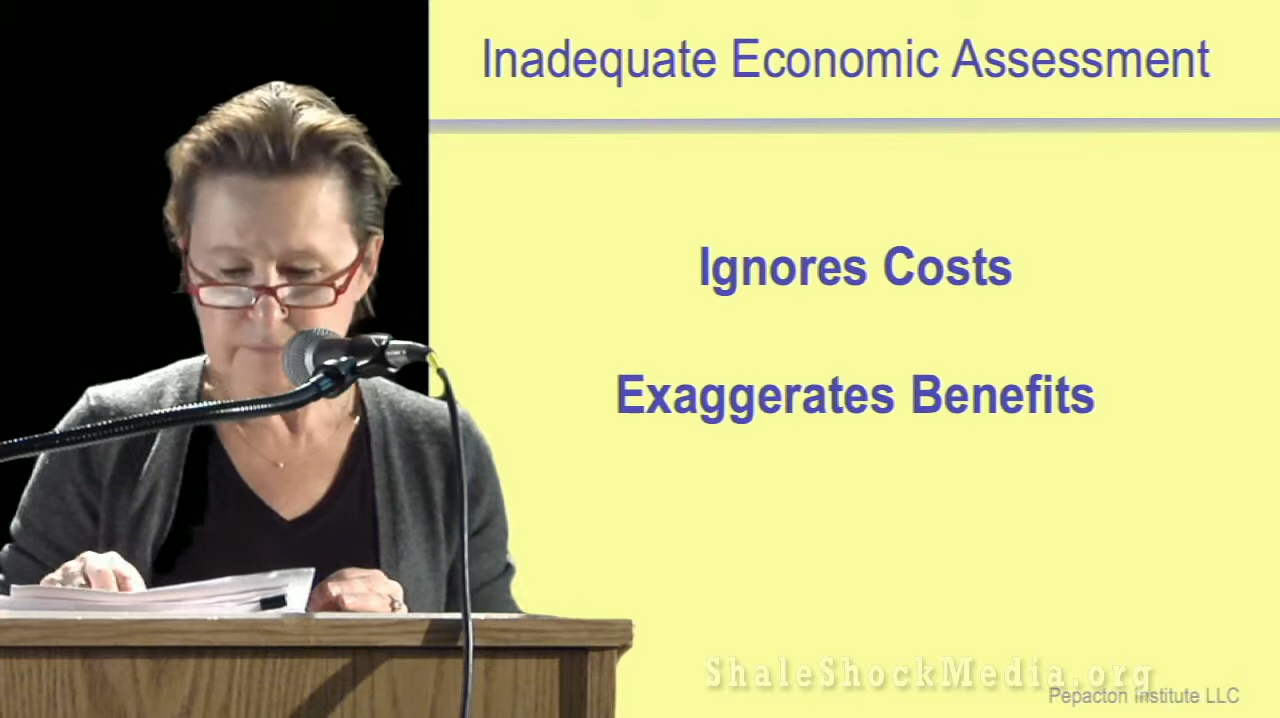 Inadequate Economic Assessment
Ignores Costs
Exaggerates Benefits
ShaleShockMedia.org
Pepacton Institute LLC